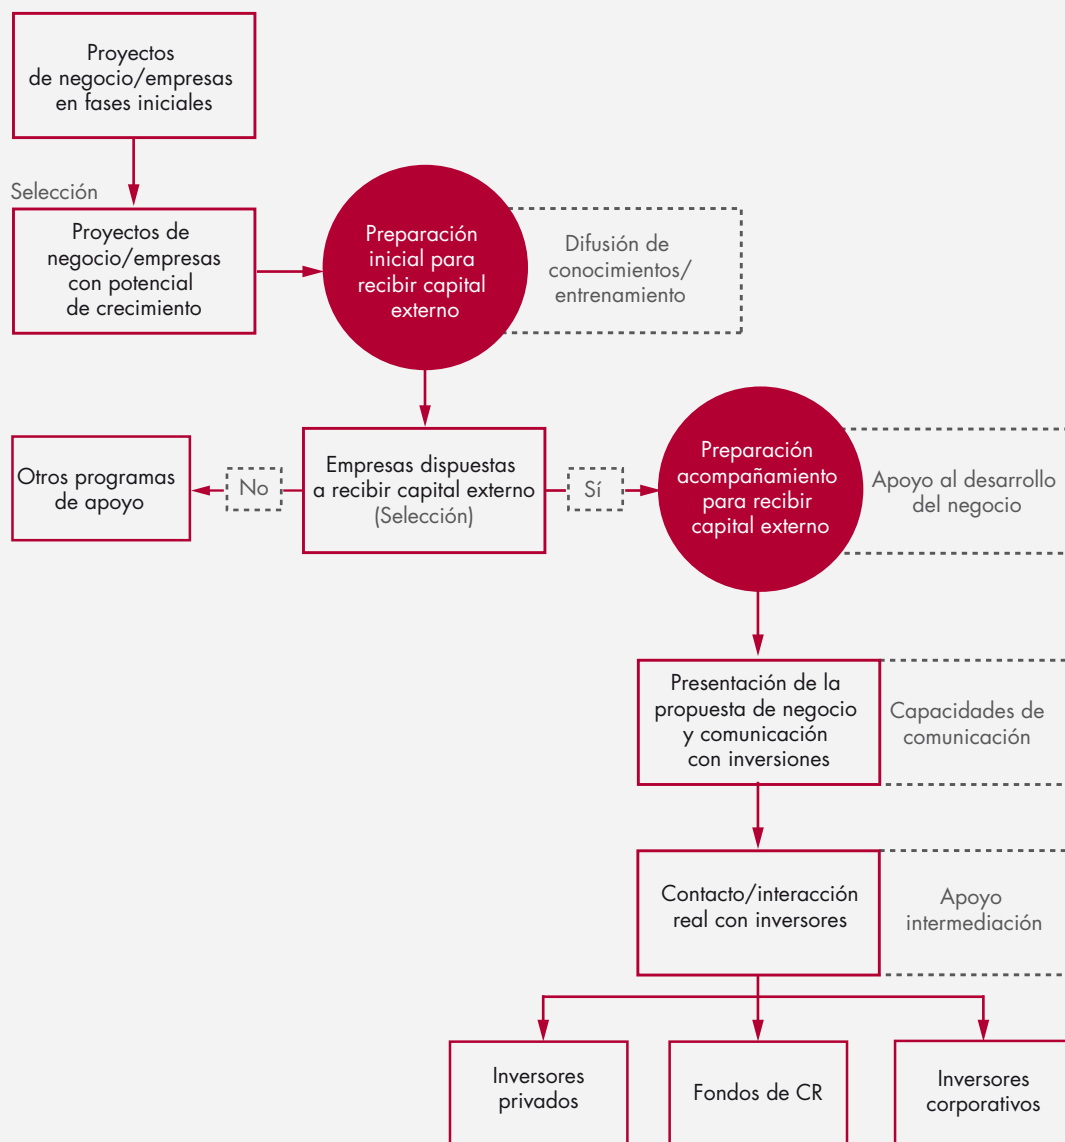 Proyectos
de negocio/empresas
en fases iniciales
Selección
Proyectos de
negocio/empresas
con potencial
de crecimiento
Preparación
inicial para
recibir capital
externo
Difusión de
conocimientos/
entrenamiento
Otros programas
de apoyo
No
Empresas dispuestas
a recibir capital externo
(Selección)
Sí
Preparación
acompañamiento
para recibir
capital externo
Apoyo al desarrollo
del negocio
Presentación de la
propuesta de negocio
y comunicación
con inversiones
Capacidades de
comunicación
Contacto/interacción
real con inversores
Apoyo
intermediación
Inversores
privados
Fondos de CR
Inversores
corporativos